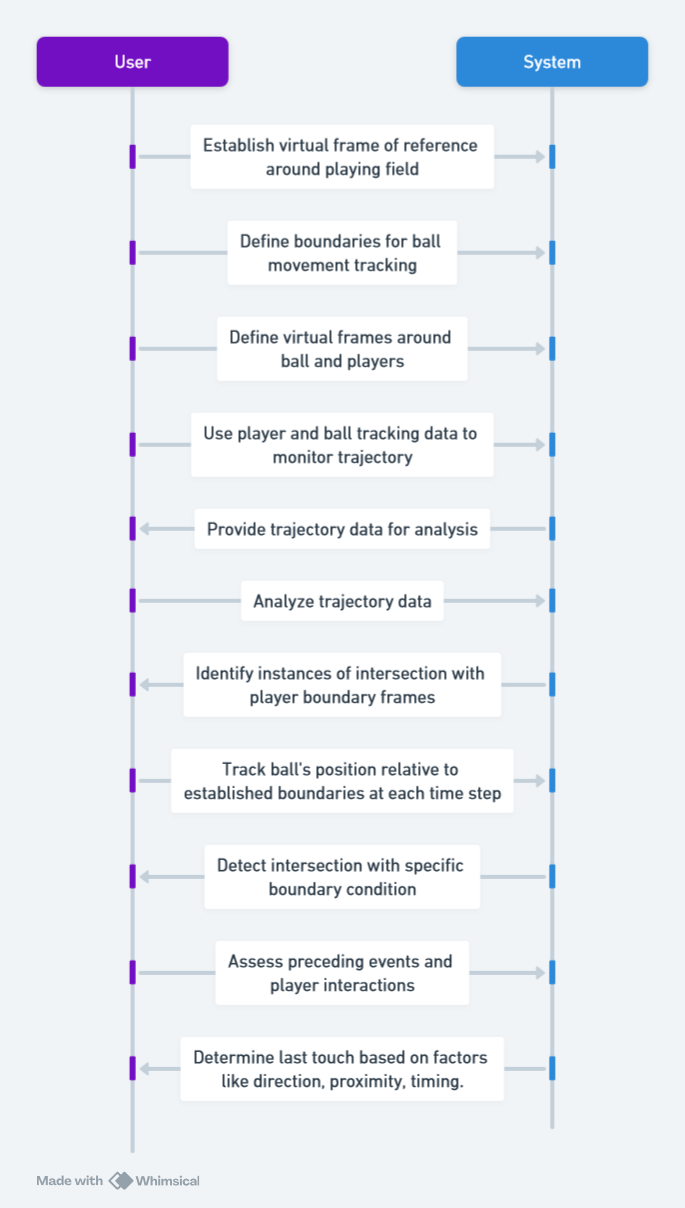 User
System
Establish virtual frame of reference
around playing field
Define boundaries for ball
movement tracking
Define virtual frames around
ball and players
Use player and ball tracking data to
monitor trajectory
Provide trajectory data for analysis
Analyze trajectory data
Identify instances of intersection with
player boundary frames
Track ball's position relative to
established boundaries at each time step
Detect intersection with specific
boundary condition
Assess preceding events and
player interactions
Determine last touch based on factors
like direction, proximity, timing.
Made with Whimsical